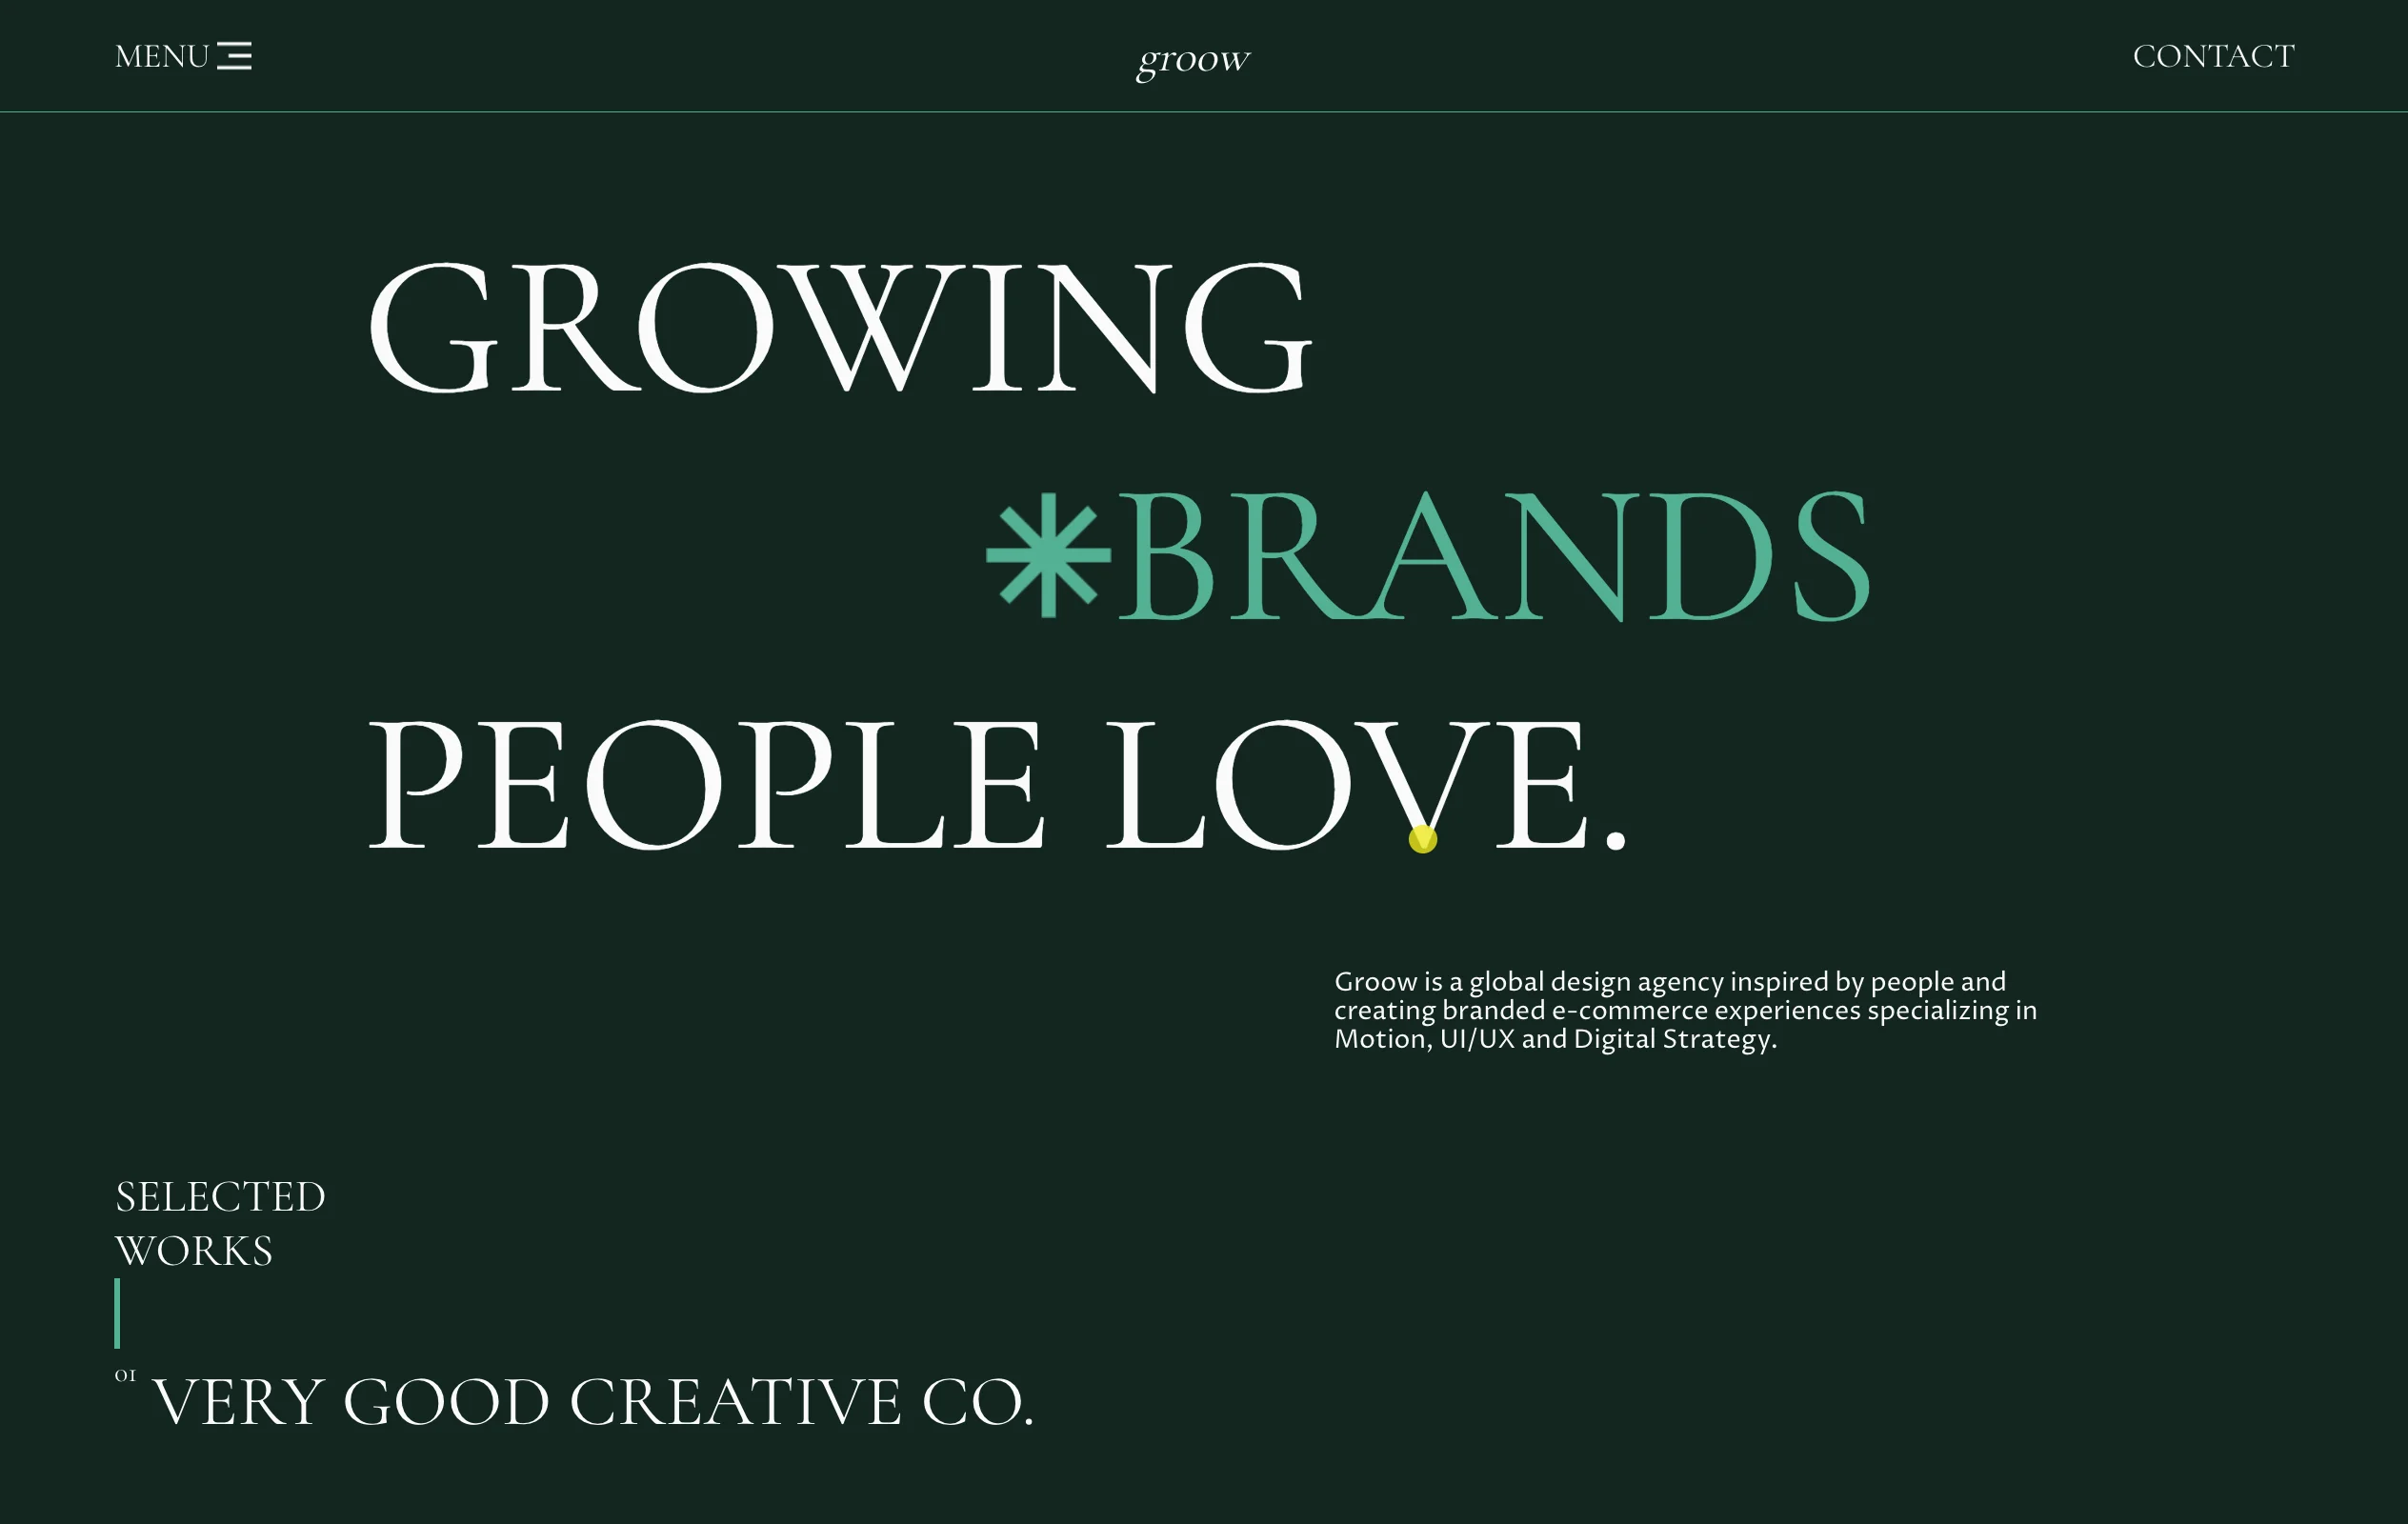 MENU
groow
CONTACT
GROWING
BRANDS
PEOPLE LOVE.
Groow is a global design agency inspired by people and
creating branded e-commerce experiences specializing in
Motion, UI/UX and Digital Strategy.
SELECTED
WORKS
01 VERY GOOD CREATIVE CO.